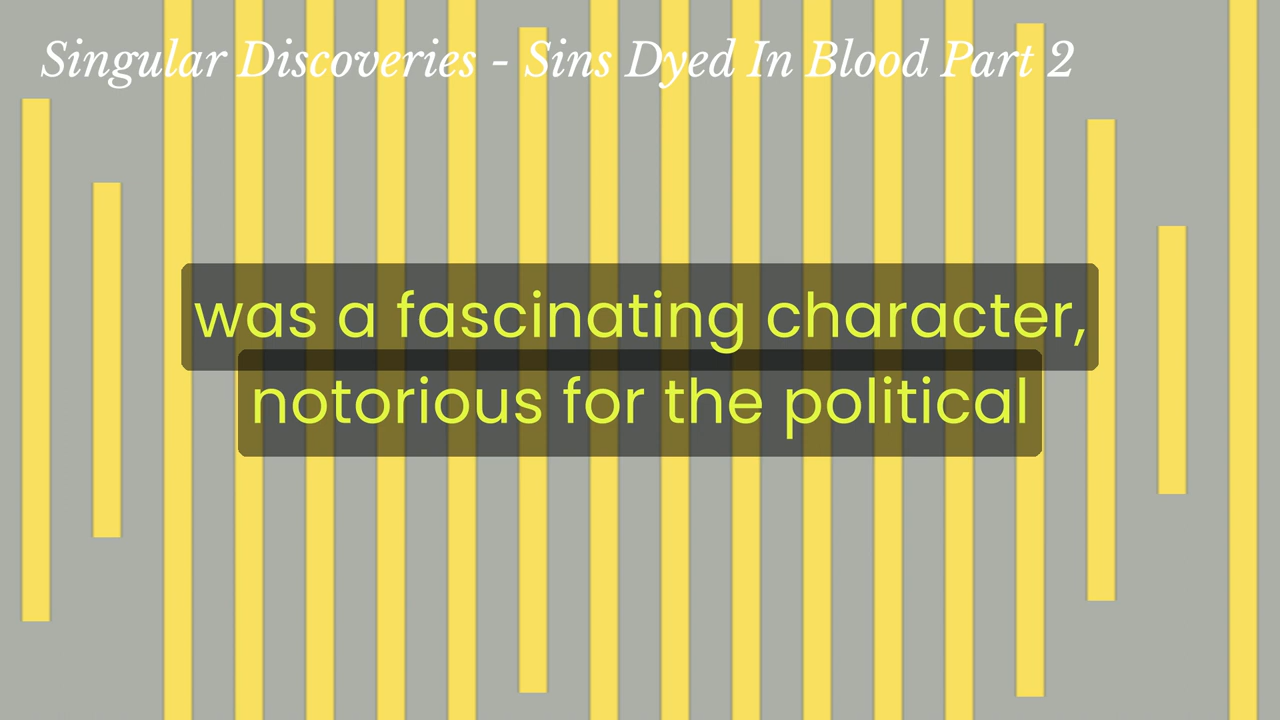 Singular Discoveries - Sins Dyed In Blood Part 2
was a fascinating character,
notorious for the political